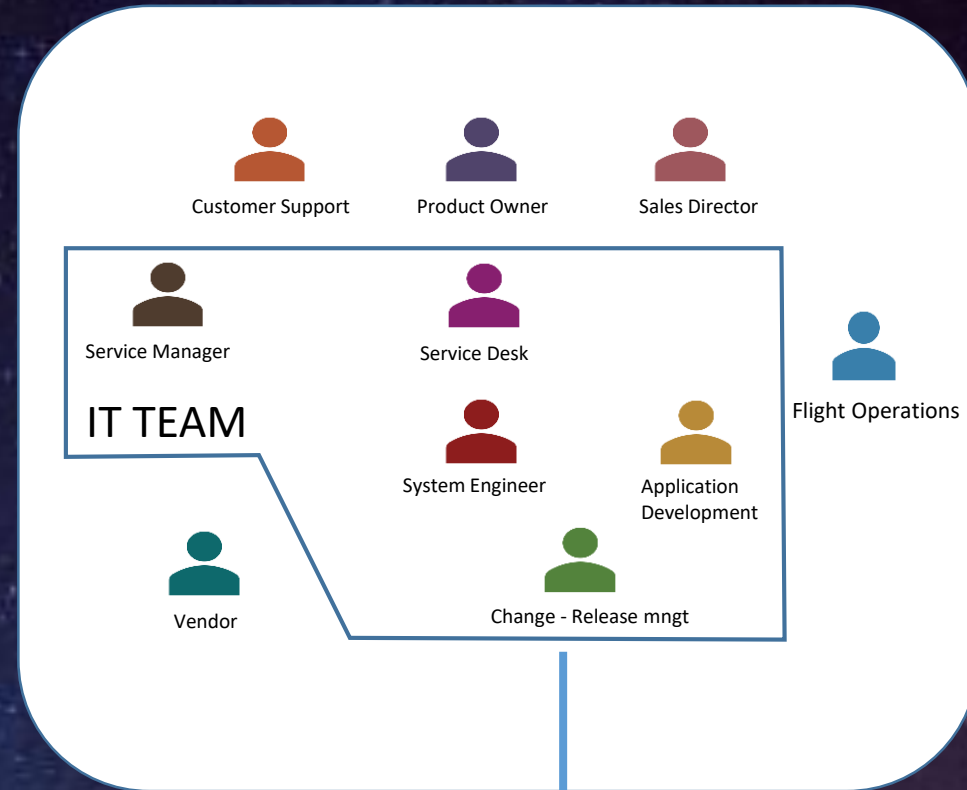 Customer Support
Product Owner
Sales Director
Service Manager
Service Desk
Flight Operations
IT TEAM
System Engineer
Application
Development
Vendor
Change - Release mngt